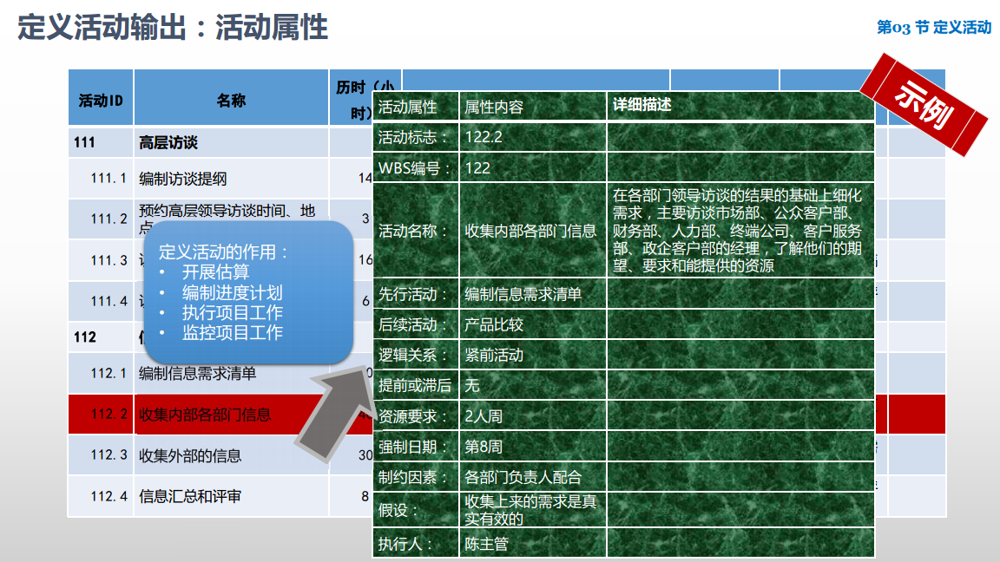 定义活动输出：活动属性
第03 节 定义活动
示例
活动ID
名称
历时（小
时）
111
高层访谈
111.1
编制访谈提纲
14
111.2
预约高层领导访谈时间、地
3
111.3
16
111.4
6
112
112.1
编制信息需求清单
112.2
收集内部各部门信息
112.3
收集外部的信息
30
112.4
信息汇总和评审
8
定义活动的作用：
• 开展估算
• 编制进度计划
• 执行项目工作
• 监控项目工作
活动属性
属性内容
详细描述
活动标志：
122.2
WBS编号：
122
活动名称：
收集内部各部门信息
在各部门领导访谈的结果的基础上细化
需求，主要访谈市场部、公众客户部、
财务部、人力部、终端公司、客户服务
部、政企客户部的经理，了解他们的期
望、要求和能提供的资源
先行活动：
编制信息需求清单
后续活动：
产品比较
逻辑关系：
紧前活动
提前或滞后
无
资源要求：
2人周
强制日期：
第8周
制约因素：
各部门负责人配合
假设：
收集上来的需求是真
实有效的
执行人：
陈主管